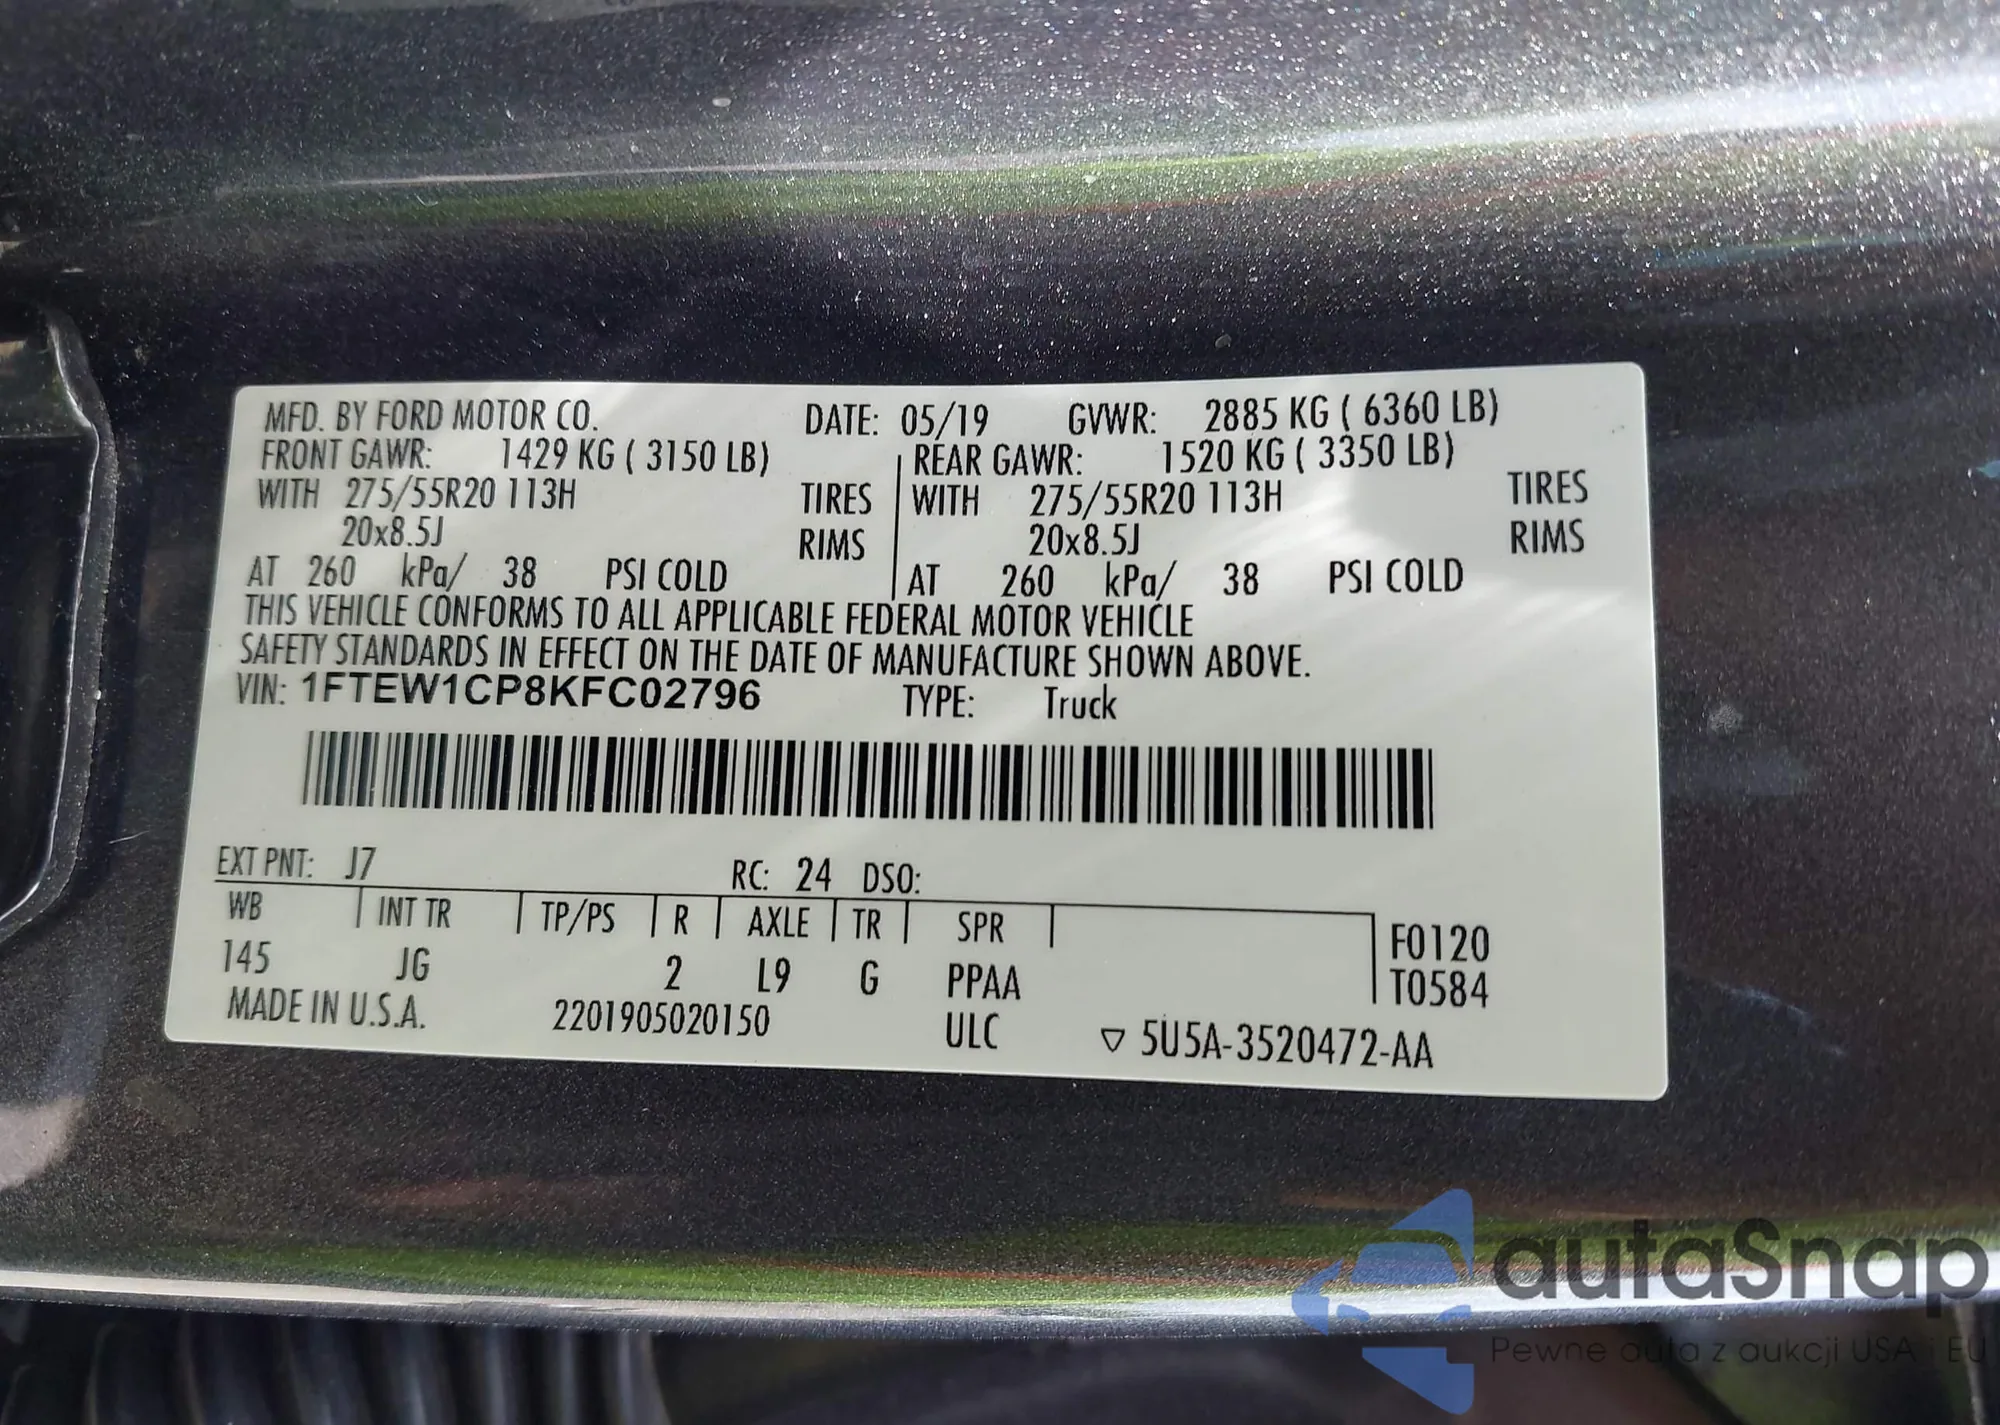 MFD. BY FORD MOTOR CO. DATE: 05/19 GVWR: 2885 KG ( 6360 LB)
FRONT GAWR: 1429 KG ( 3150 LB) REAR GAWR: 1520 KG ( 3350 LB)
WITH 275/55R20 113H TIRES WITH 275/55R20 113H TIRES
20x8.5J RIMS 20x8.5J RIMS
AT 260 kPa/ 38 PSI COLD AT 260 kPa/ 38 PSI COLD
THIS VEHICLE CONFORMS TO ALL APPLICABLE FEDERAL MOTOR VEHICLE
SAFETY STANDARDS IN EFFECT ON THE DATE OF MANUFACTURE SHOWN ABOVE.
VIN: 1FTEW1CP8KFC02796 TYPE: Truck
EXT PNT: J7 RC: 24 DSO:
WB INT TR TP/PS R AXLE TR SPR
F0120
145 JG 2 L9 G PPAA T0584
MADE IN U.S.A. 2201905020150 ULC ▽ 5U5A-3520472-AA
autaSnap
Pewne auta z aukcji USA i EU